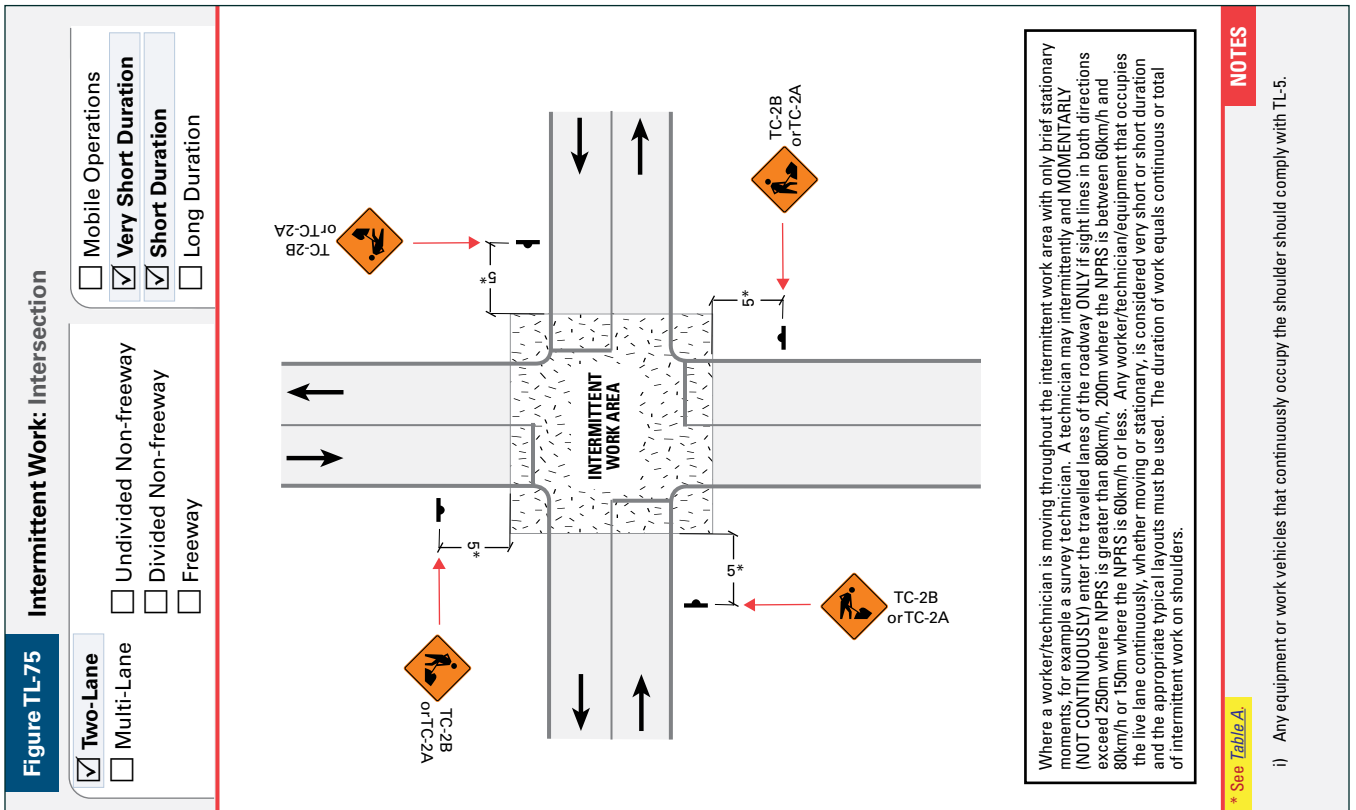 Figure TL-75
Intermittent Work: Intersection
Two-Lane
Multi-Lane
Undivided Non-freeway
Divided Non-freeway
Freeway
Mobile Operations
Very Short Duration
Short Duration
Long Duration
TC-2B
or TC-2A
5*
TC-2B
or TC-2A
5*
INTERMITTENT
WORK AREA
5*
TC-2B
or TC-2A
5*
TC-2B
or TC-2A
Where a worker/technician is moving throughout the intermittent work area with only brief stationary
moments, for example a survey technician. A technician may intermittently and MOMENTARILY
(NOT CONTINUOUSLY) enter the travelled lanes of the roadway ONLY if sight lines in both directions
exceed 250m where NPRS is greater than 80km/h, 200m where the NPRS is between 60km/h and
80km/h or 150m where the NPRS is 60km/h or less. Any worker/technician/equipment that occupies
the live lane continuously, whether moving or stationary, is considered very short or short duration
and the appropriate typical layouts must be used. The duration of work equals continuous or total
of intermittent work on shoulders.
* See Table A.
NOTES
i) Any equipment or work vehicles that continuously occupy the shoulder should comply with TL-5.